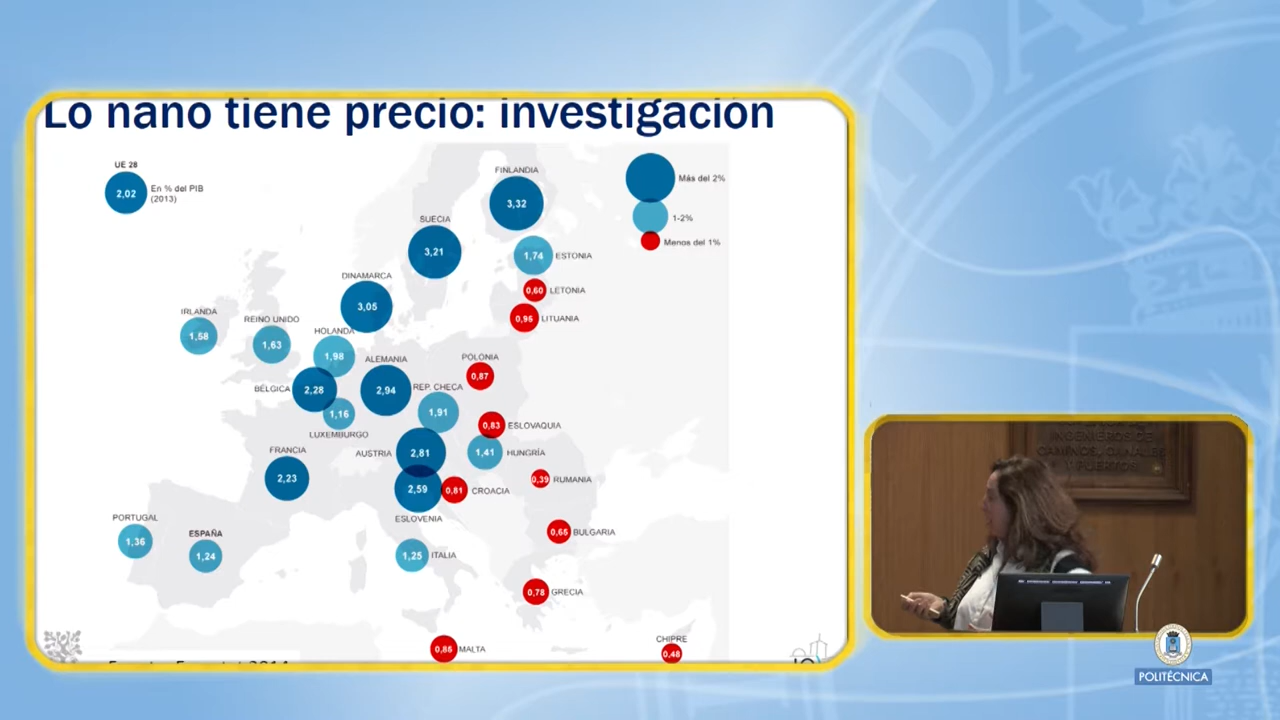 Lo nano tiene precio: investigación
UE 28
2,02
En % del PIB
(2013)
FINLANDIA
3,32
Más del 2%
1-2%
Menos del 1%
SUECIA
3,21
1,74
ESTONIA
DINAMARCA
3,05
0,60
LETONIA
0,95
LITUANIA
IRLANDA
1,58
REINO UNIDO
1,63
HOLANDA
1,98
ALEMANIA
2,94
POLONIA
0,87
BÉLGICA
2,28
REP. CHECA
1,91
1,16
LUXEMBURGO
0,83
ESLOVAQUIA
AUSTRIA
2,81
1,41
HUNGRÍA
FRANCIA
2,23
2,59
ESLOVENIA
0,81
CROACIA
0,39
RUMANIA
PORTUGAL
1,36
ESPAÑA
1,24
1,25
ITALIA
0,65
BULGARIA
0,78
GRECIA
MALTA
CHIPRE
0,48
INGENIEROS DE
CAMINOS, CANALES
Y PUERTOS
POLITÉCNICA